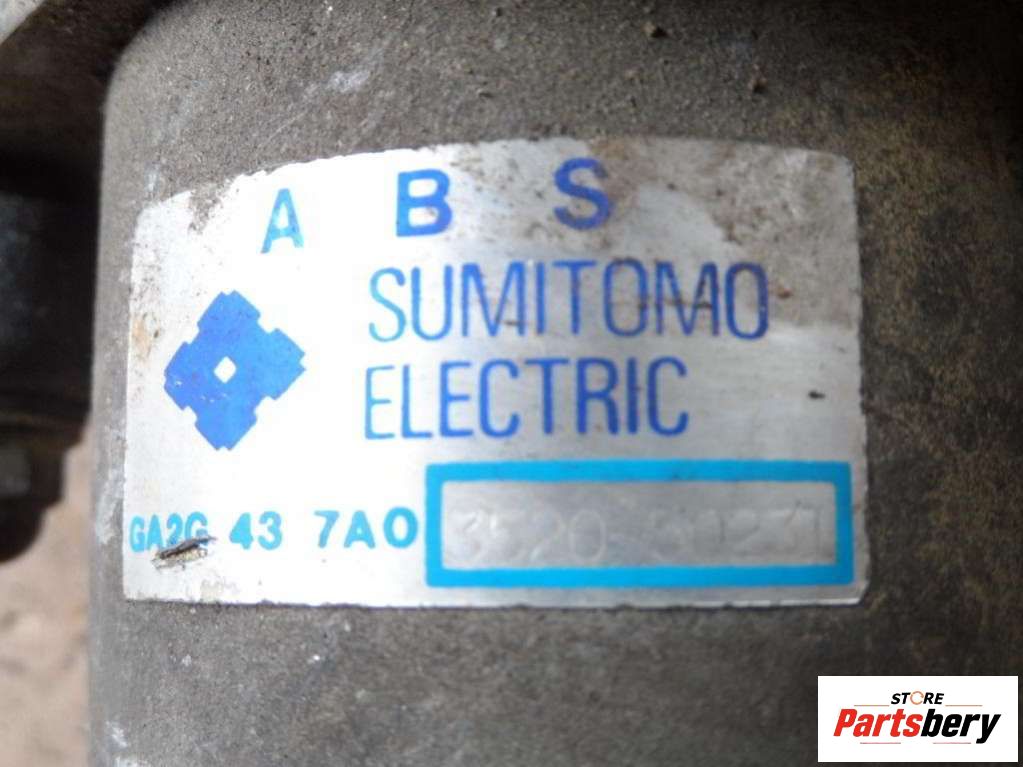 A B S
SUMITOMO
ELECTRIC
GA2G 43 7A0
STORE
Partsbery